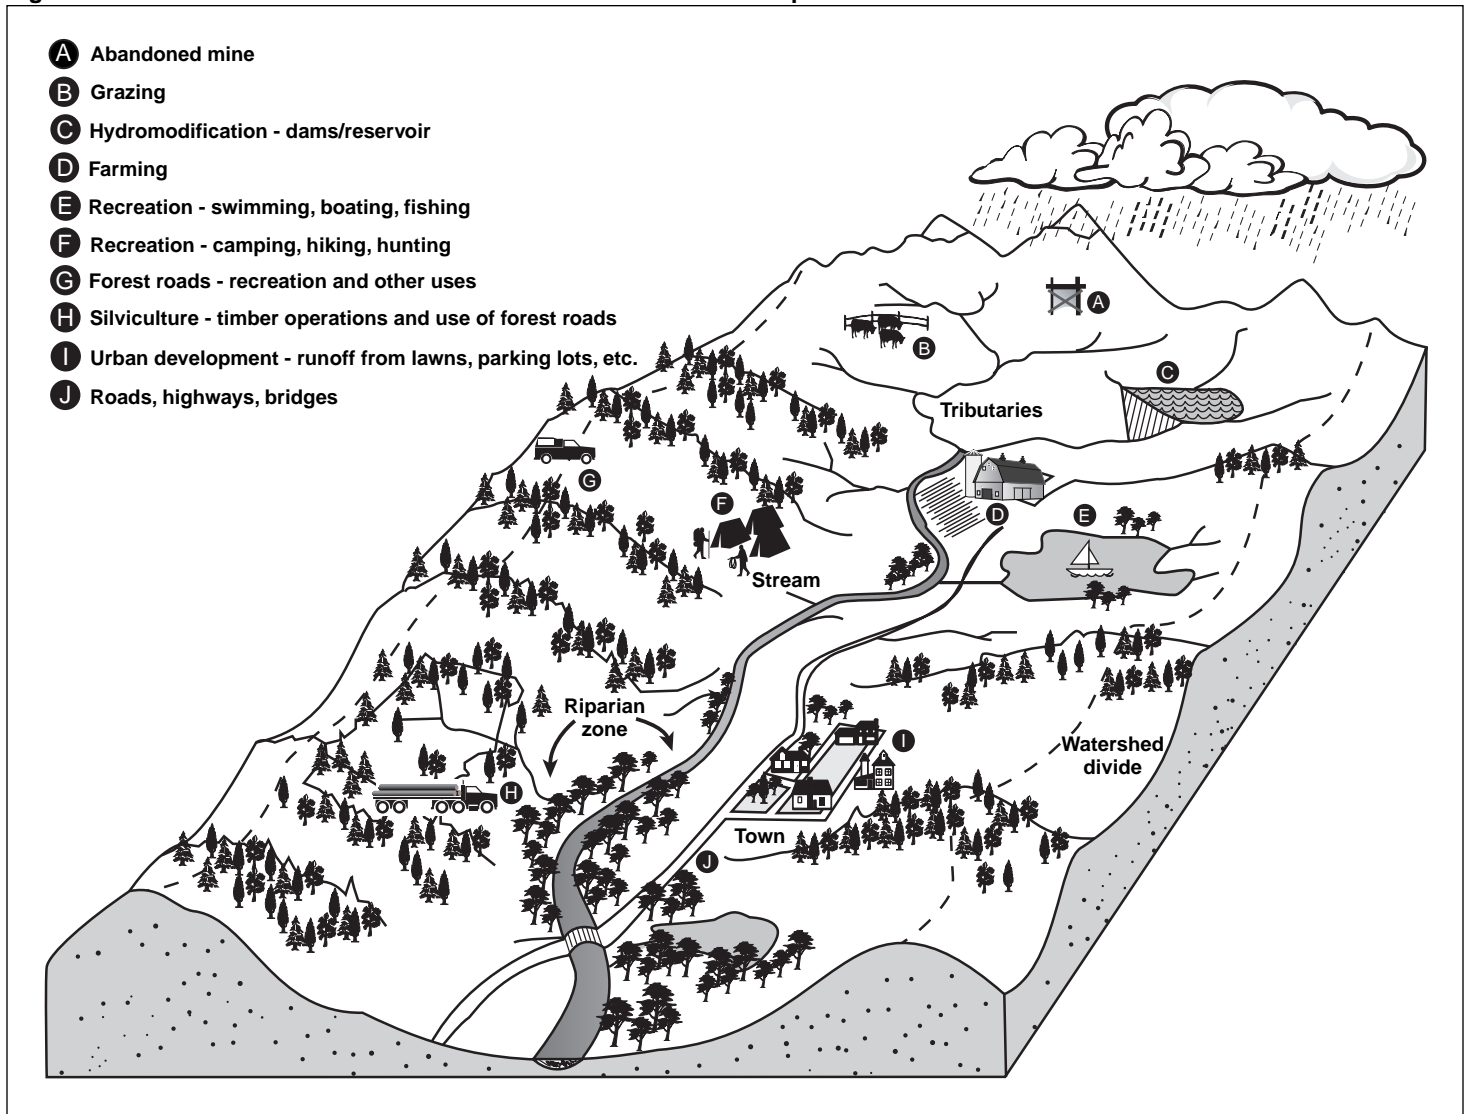 A Abandoned mine
B Grazing
C Hydromodification - dams/reservoir
D Farming
E Recreation - swimming, boating, fishing
F Recreation - camping, hiking, hunting
G Forest roads - recreation and other uses
H Silviculture - timber operations and use of forest roads
I Urban development - runoff from lawns, parking lots, etc.
J Roads, highways, bridges
A
B
C
Tributaries
G
F
D
E
Stream
Riparian
zone
I
Watershed
divide
H
Town
J